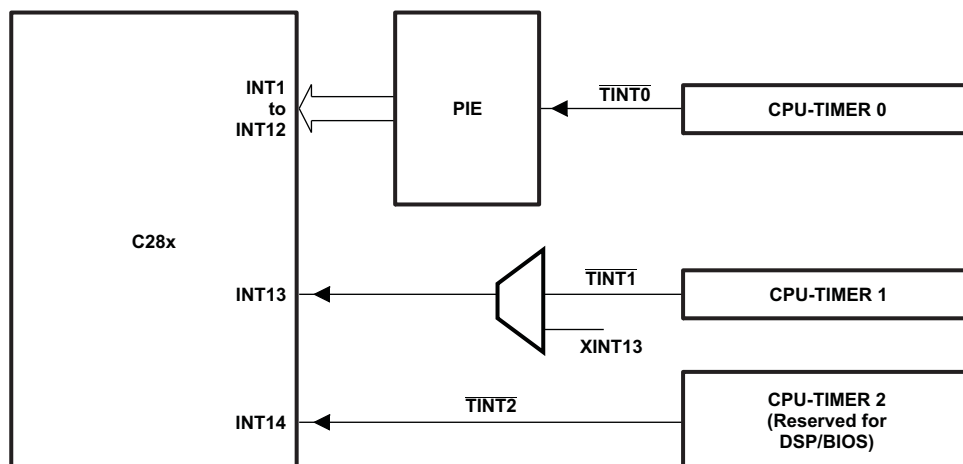 INT1
to
INT12
PIE
TINT0
CPU-TIMER 0
C28x
INT13
TINT1
CPU-TIMER 1
XINT13
INT14
TINT2
CPU-TIMER 2
(Reserved for
DSP/BIOS)